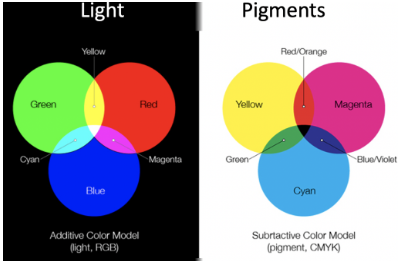 Light
Yellow
Green
Red
Cyan
Magenta
Blue
Additive Color Model
(light, RGB)
Pigments
Red/Orange
Yellow
Magenta
Green
Blue/Violet
Cyan
Subrtactive Color Model
(pigment, CMYK)